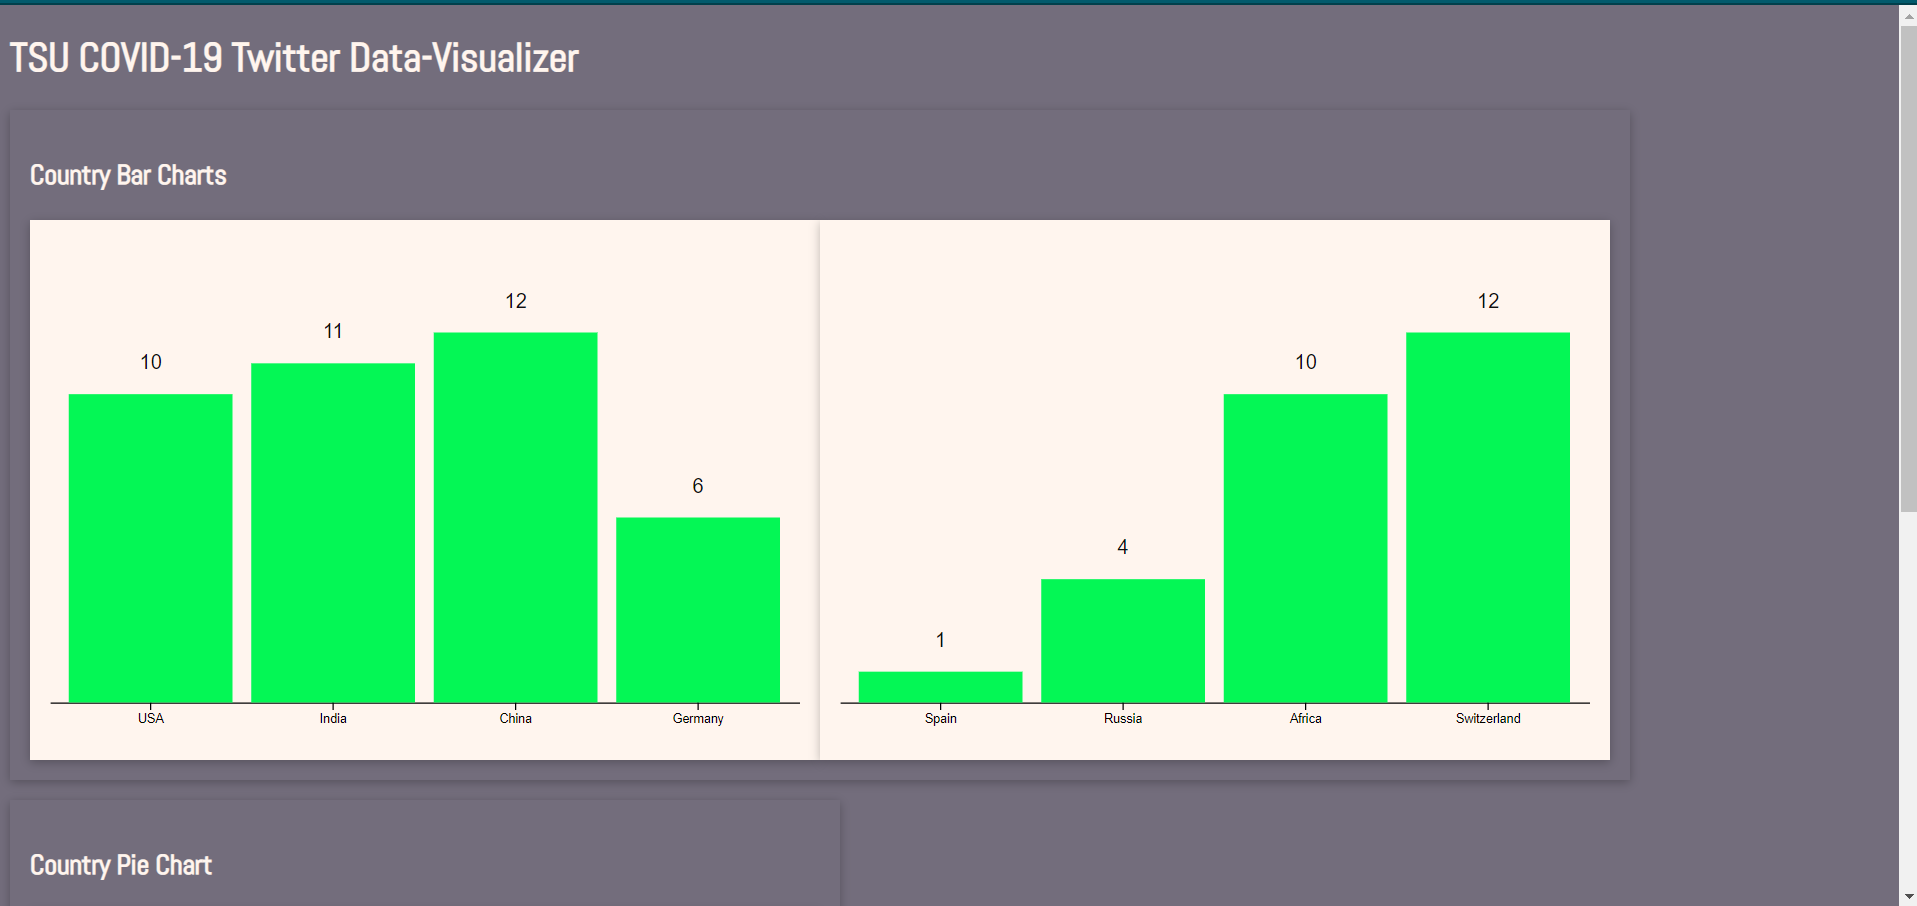 TSU COVID-19 Twitter Data-Visualizer
Country Bar Charts
10
11
12
6
USA
India
China
Germany
1
4
10
12
Spain
Russia
Africa
Switzerland
Country Pie Chart